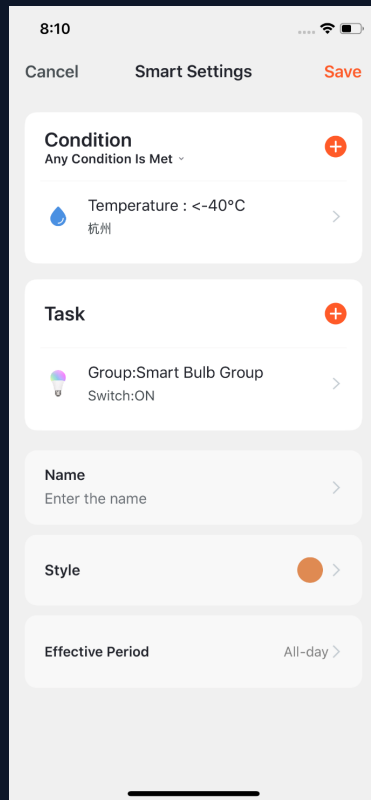 8:10
Cancel Smart Settings Save
Condition
Any Condition Is Met
Temperature : <-40°C
杭州
Task
Group:Smart Bulb Group
Switch:ON
Name
Enter the name
Style
Effective Period All-day